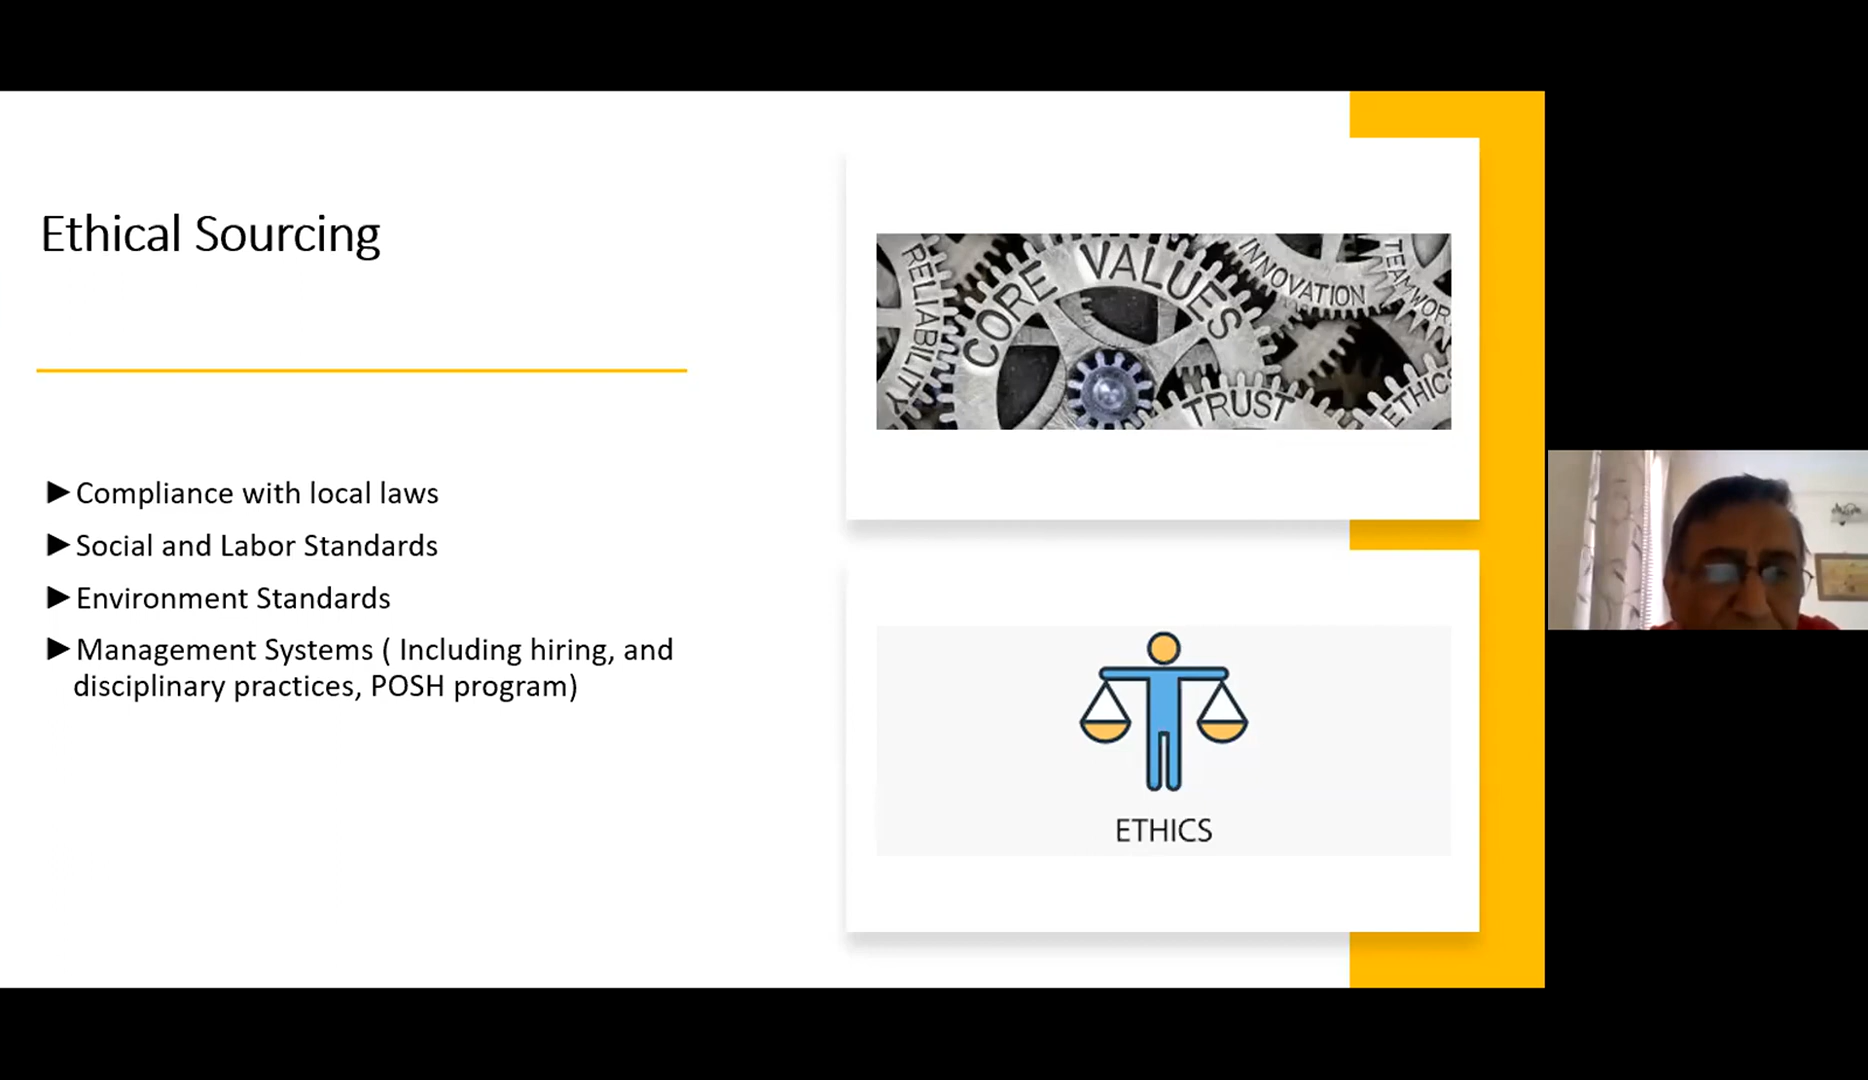 Ethical Sourcing
►Compliance with local laws
►Social and Labor Standards
►Environment Standards
►Management Systems ( Including hiring, and
disciplinary practices, POSH program)
RELIABILITY
CORE VALUES
INNOVATION
TEAMWOR
TRUST
ETHICS
ETHICS